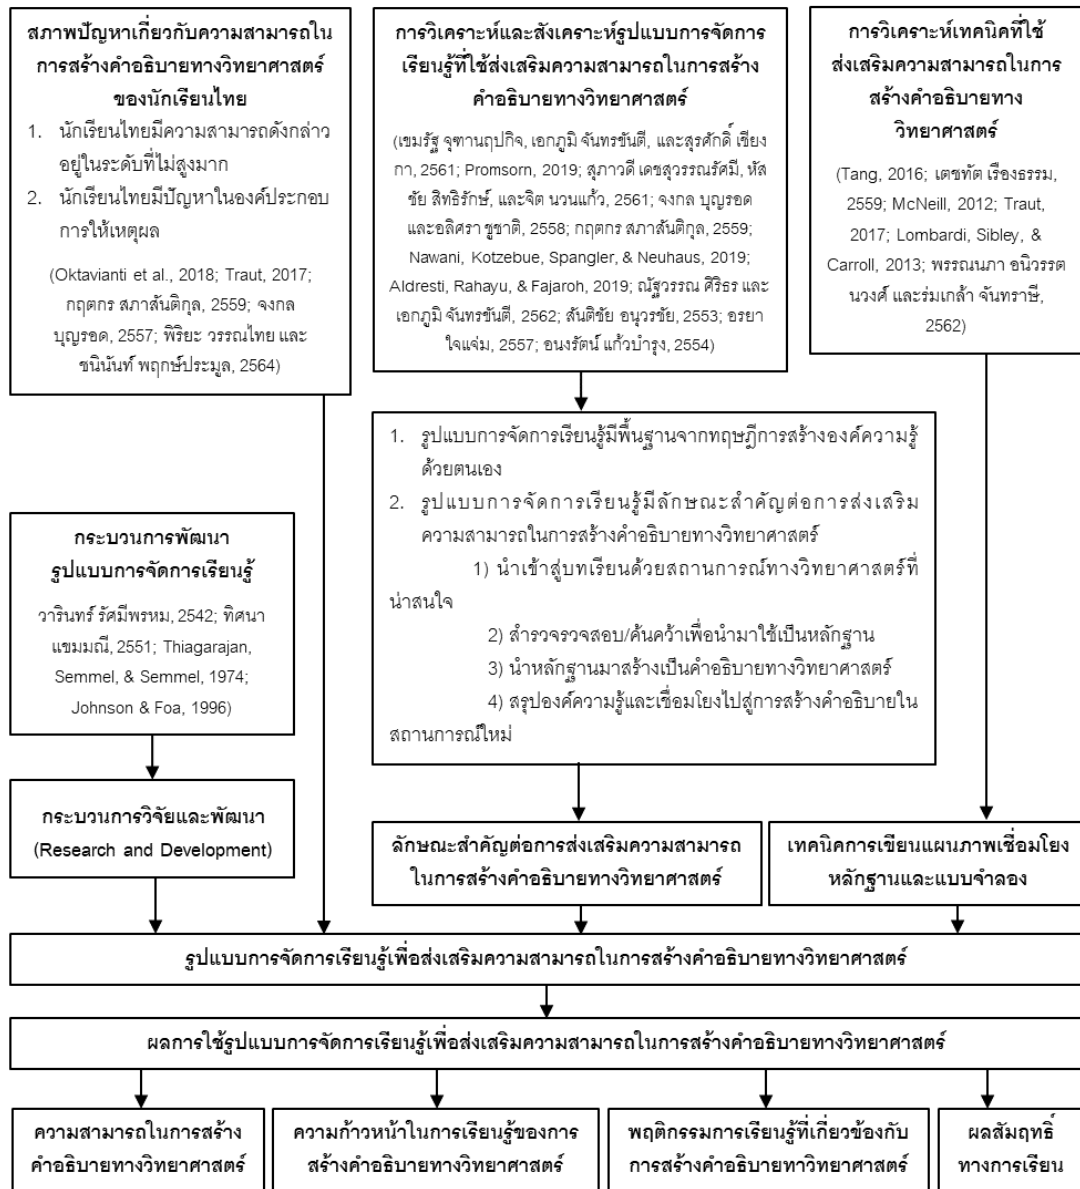 สภาพปัญหาเกี่ยวกับความสามารถใน
การสร้างคำอธิบายทางวิทยาศาสตร์
ของนักเรียนไทย
1. นักเรียนไทยมีความสามารถดังกล่าว
อยู่ในระดับที่ไม่สูงมาก
2. นักเรียนไทยมีปัญหาในองค์ประกอบ
การให้เหตุผล
(Oktavianti et al., 2018; Traut, 2017;
กฤตกร สภาสันติกุล, 2559; จงกล
บุญรอด, 2557; พิริยะ วรรณไทย และ
ชนินันท์ พฤกษ์ประมูล, 2564)
การวิเคราะห์และสังเคราะห์รูปแบบการจัดการ
เรียนรู้ที่ใช้ส่งเสริมความสามารถในการสร้าง
คำอธิบายทางวิทยาศาสตร์
(เขมรัฐ จุฑานฤปกิจ, เอกภูมิ จันทรขันตี, และสุรศักดิ์ เชียง
กา, 2561; Promsorn, 2019; สุภาวดี เดชสุวรรณรัศมี, หัส
ชัย สิทธิรักษ์, และจิต นวนแก้ว, 2561; จงกล บุญรอด
และอลิศรา ชูชาติ, 2558; กฤตกร สภาสันติกุล, 2559;
Nawani, Kotzebue, Spangler, & Neuhaus, 2019;
Aldresti, Rahayu, & Fajaroh, 2019; ณัฐวรรณ ศิริธร และ
เอกภูมิ จันทรขันตี, 2562; สันติชัย อนุวรชัย, 2553; อรยา
ใจแจ่ม, 2557; อนงรัตน์ แก้วบำรุง, 2554)
การวิเคราะห์เทคนิคที่ใช้
ส่งเสริมความสามารถในการ
สร้างคำอธิบายทาง
วิทยาศาสตร์
(Tang, 2016; เตชทัต เรืองธรรม,
2559; McNeill, 2012; Traut,
2017; Lombardi, Sibley, &
Carroll, 2013; พรรณนภา อนิวรรต
นวงศ์ และร่มเกล้า จันทราษี,
2562)
1. รูปแบบการจัดการเรียนรู้มีพื้นฐานจากทฤษฎีการสร้างองค์ความรู้
ด้วยตนเอง
2. รูปแบบการจัดการเรียนรู้มีลักษณะสำคัญต่อการส่งเสริม
ความสามารถในการสร้างคำอธิบายทางวิทยาศาสตร์
1) นำเข้าสู่บทเรียนด้วยสถานการณ์ทางวิทยาศาสตร์ที่
น่าสนใจ
2) สำรวจรวจสอบ/ค้นคว้าเพื่อนำมาใช้เป็นหลักฐาน
3) นำหลักฐานมาสร้างเป็นคำอธิบายทางวิทยาศาสตร์
4) สรุปองค์ความรู้และเชื่อมโยงไปสู่การสร้างคำอธิบายใน
สถานการณ์ใหม่
กระบวนการพัฒนา
รูปแบบการจัดการเรียนรู้
วารินทร์ รัศมีพรหม, 2542; ทิศนา
แขมมณี, 2551; Thiagarajan,
Semmel, & Semmel, 1974;
Johnson & Foa, 1996)
กระบวนการวิจัยและพัฒนา
(Research and Development)
ลักษณะสำคัญต่อการส่งเสริมความสามารถ
ในการสร้างคำอธิบายทางวิทยาศาสตร์
เทคนิคการเขียนแผนภาพเชื่อมโยง
หลักฐานและแบบจำลอง
รูปแบบการจัดการเรียนรู้เพื่อส่งเสริมความสามารถในการสร้างคำอธิบายทางวิทยาศาสตร์
ผลการใช้รูปแบบการจัดการเรียนรู้เพื่อส่งเสริมความสามารถในการสร้างคำอธิบายทางวิทยาศาสตร์
ความสามารถในการสร้าง
คำอธิบายทางวิทยาศาสตร์
ความก้าวหน้าในการเรียนรู้ของการ
สร้างคำอธิบายทางวิทยาศาสตร์
พฤติกรรมการเรียนรู้ที่เกี่ยวข้องกับ
การสร้างคำอธิบายทางวิทยาศาสตร์
ผลสัมฤทธิ์
ทางการเรียน